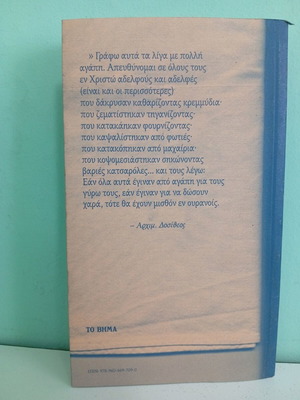 » Γράφω αυτά τα λίγα με πολλή
αγάπη. Απευθύνομαι σε όλους τους
εν Χριστώ αδελφούς και αδελφές
(είναι και οι περισσότερες)
που δάκρυσαν καθαρίζοντας κρεμμύδια·
που ζεματίστηκαν τηγανίζοντας·
που κατακάηκαν φουρνίζοντας·
που καψαλίστηκαν από φωτιές·
που κατακόπηκαν από μαχαίρια·
που κοψομεσιάστηκαν σηκώνοντας
βαριές κατσαρόλες... και τους λέγω:
Εάν όλα αυτά έγιναν από αγάπη για τους
γύρω τους, εάν έγιναν για να δώσουν
χαρά, τότε θα έχουν μισθόν εν ουρανοίς.
– Αρχιμ. Δοσίθεος
ΤΟ ΒΗΜΑ